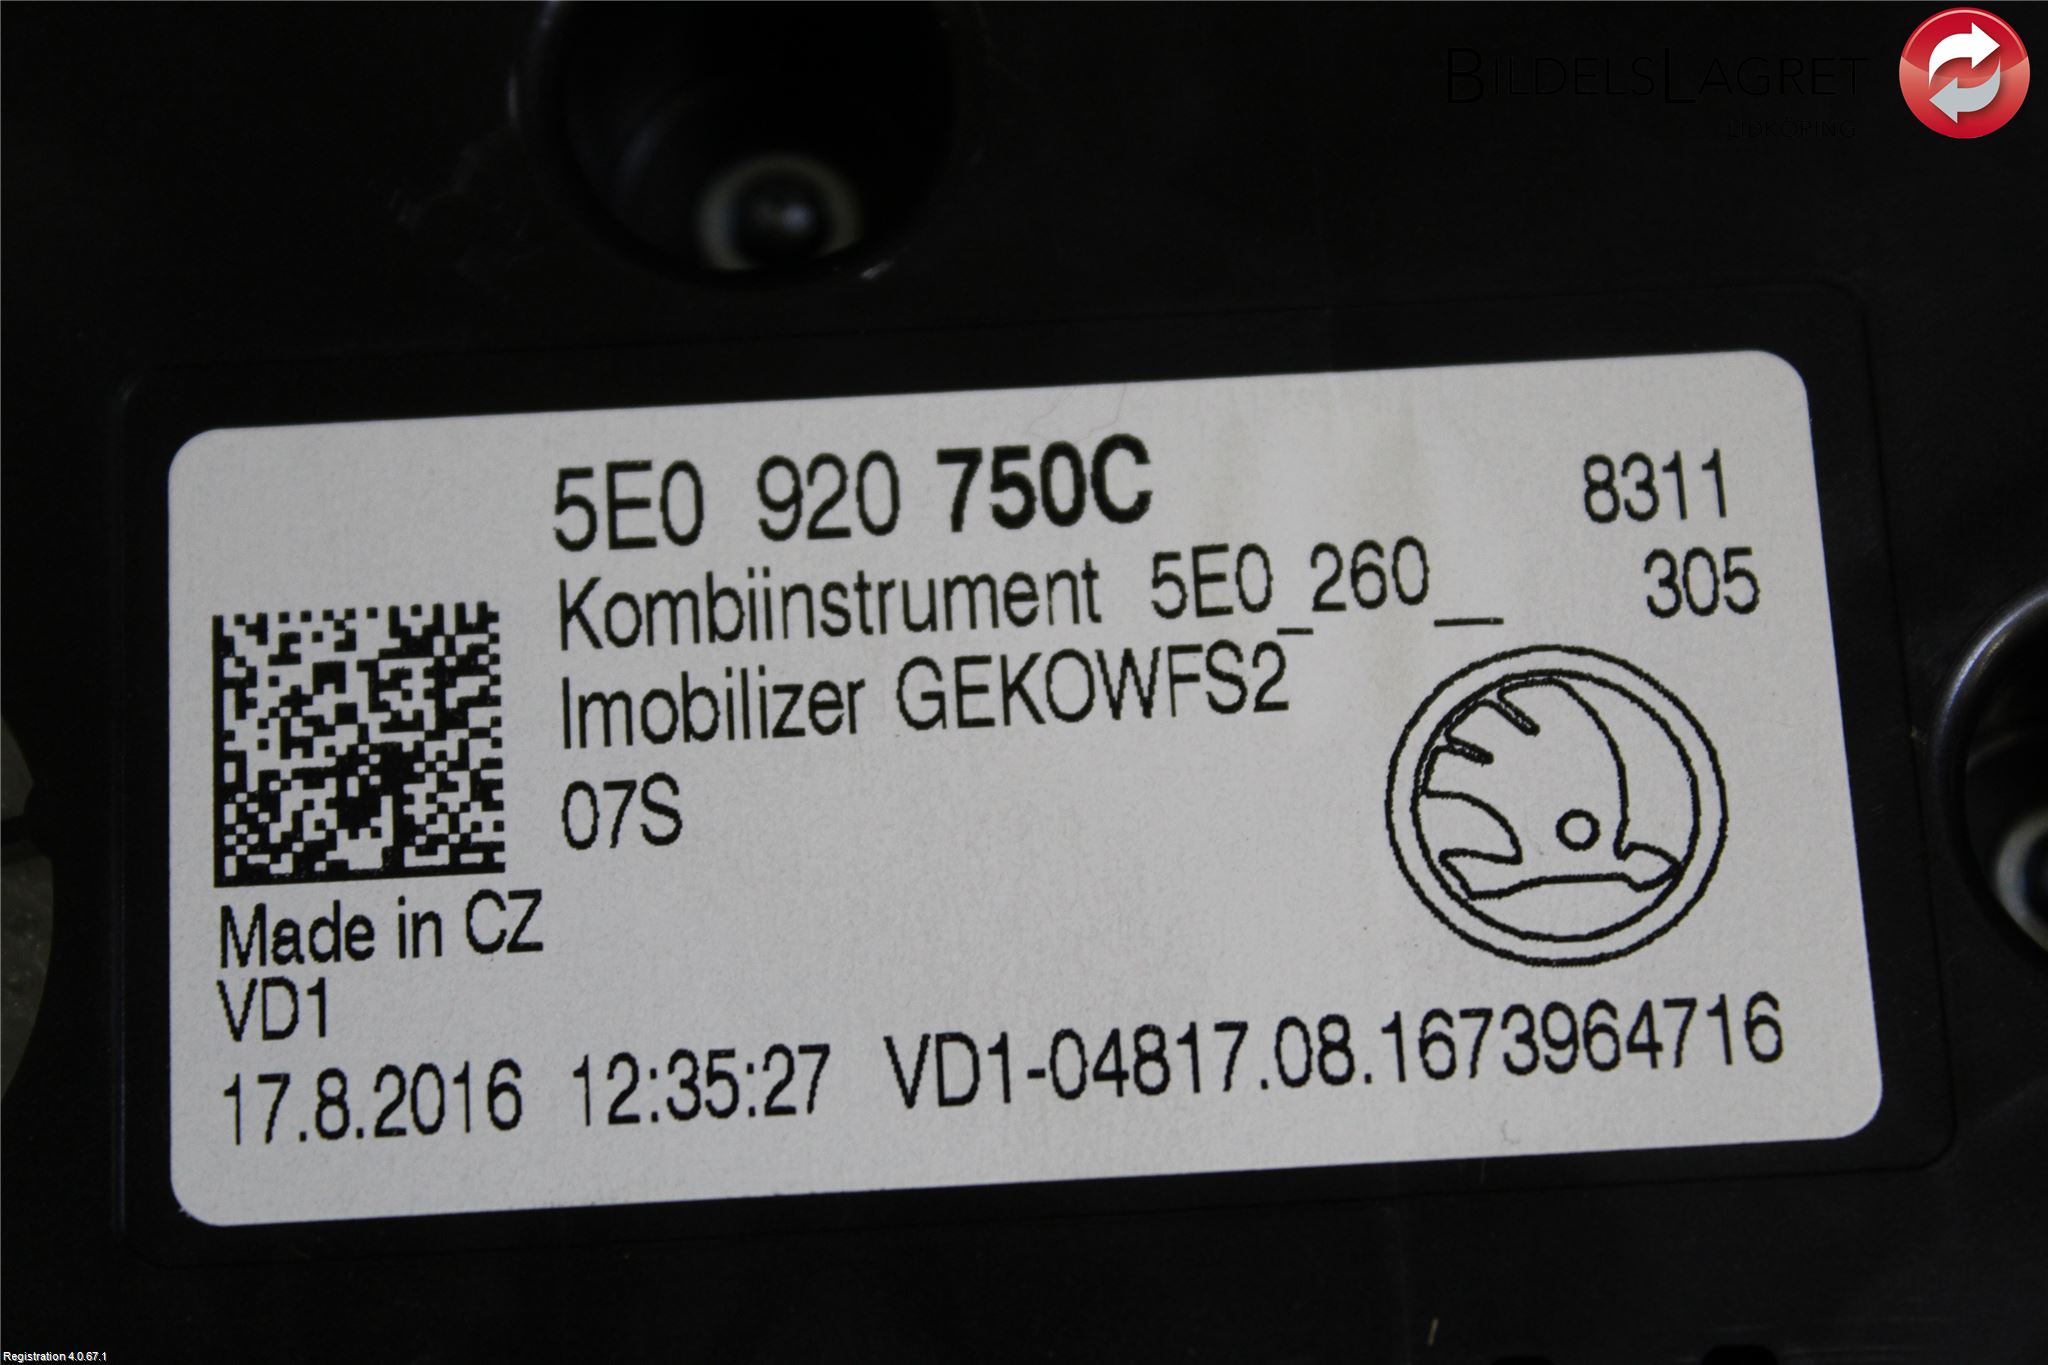 BILDELSLAGRET
LIDKÖPING
5E0 920 750C 8311
Kombiinstrument 5E0_260__ 305
Imobilizer GEKOWFS2
07S
Made in CZ
VD1
17.8.2016 12:35:27 VD1-04817.08.1673964716
Registration 4.0.67.1